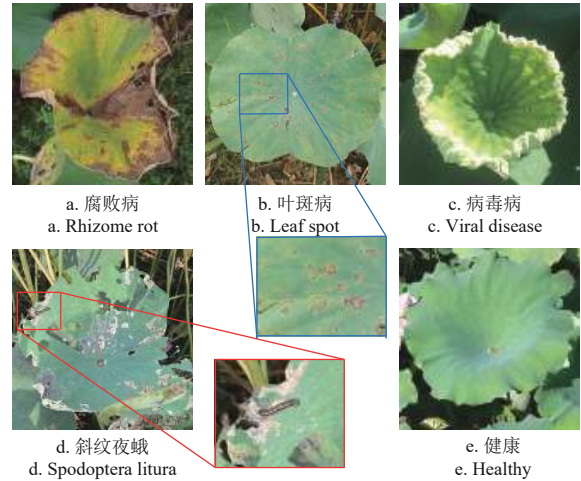 a. 腐败病
a. Rhizome rot
b. 叶斑病
b. Leaf spot
c. 病毒病
c. Viral disease
d. 斜纹夜蛾
d. Spodoptera litura
e. 健康
e. Healthy